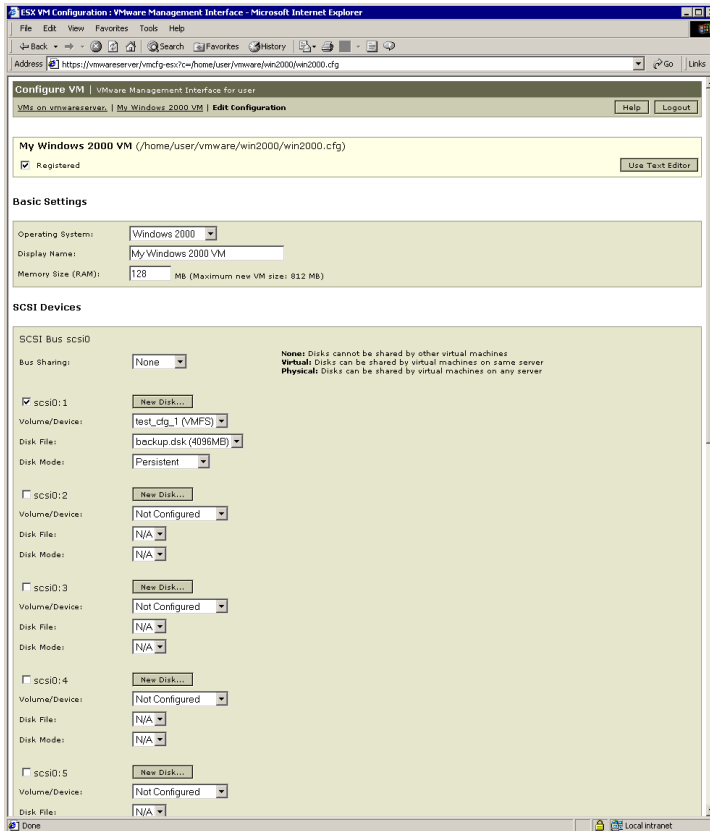 ESX VM Configuration : VMware Management Interface - Microsoft Internet Explorer
File Edit View Favorites Tools Help
Back Search Favorites History
Address https://vmwareserver/vmcfg-esx?c=/home/user/vmware/win2000/win2000.cfg Go Links
Configure VM | VMware Management Interface for user
VMs on vmwareserver. | My Windows 2000 VM | Edit Configuration Help Logout
My Windows 2000 VM (/home/user/vmware/win2000/win2000.cfg)
Registered Use Text Editor
Basic Settings
Operating System: Windows 2000
Display Name: My Windows 2000 VM
Memory Size (RAM): 128 MB (Maximum new VM size: 812 MB)
SCSI Devices
SCSI Bus scsi0
Bus Sharing: None
None: Disks cannot be shared by other virtual machines
Virtual: Disks can be shared by virtual machines on same server
Physical: Disks can be shared by virtual machines on any server
scsi0:1 New Disk...
Volume/Device: test_cfg_1 (VMFS)
Disk File: backup.dsk (4096MB)
Disk Mode: Persistent
scsi0:2 New Disk...
Volume/Device: Not Configured
Disk File: N/A
Disk Mode: N/A
scsi0:3 New Disk...
Volume/Device: Not Configured
Disk File: N/A
Disk Mode: N/A
scsi0:4 New Disk...
Volume/Device: Not Configured
Disk File: N/A
Disk Mode: N/A
scsi0:5 New Disk...
Volume/Device: Not Configured
Disk File: N/A
Done Local intranet